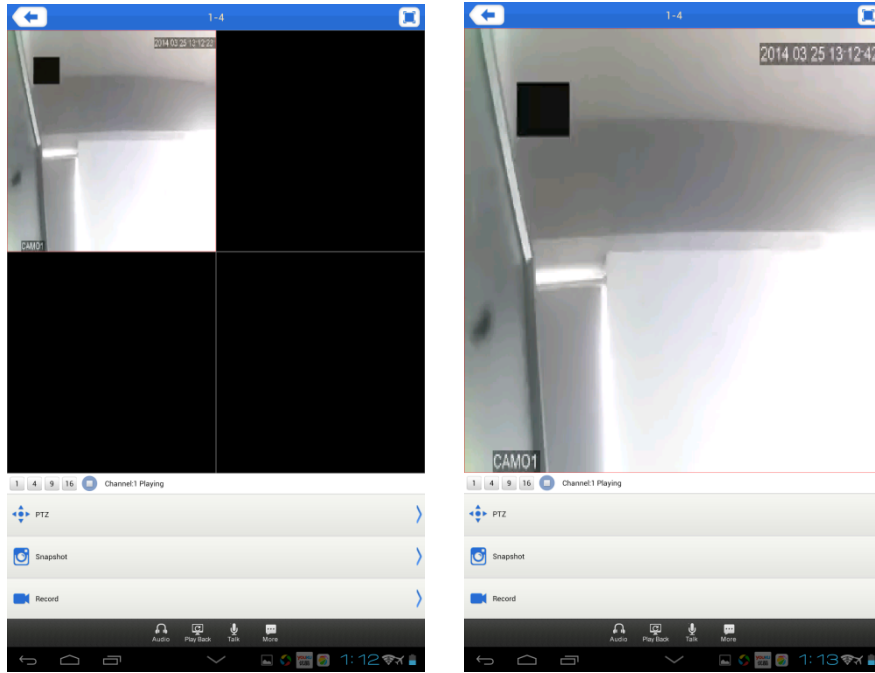 1-4
2014 03 25 13:12:22
CAM01
1 4 9 16 Channel:1 Playing
PTZ
Snapshot
Record
Audio Play Back Talk More
1:12
1-4
2014 03 25 13:12:42
CAM01
1 4 9 16 Channel:1 Playing
PTZ
Snapshot
Record
Audio Play Back Talk More
1:13